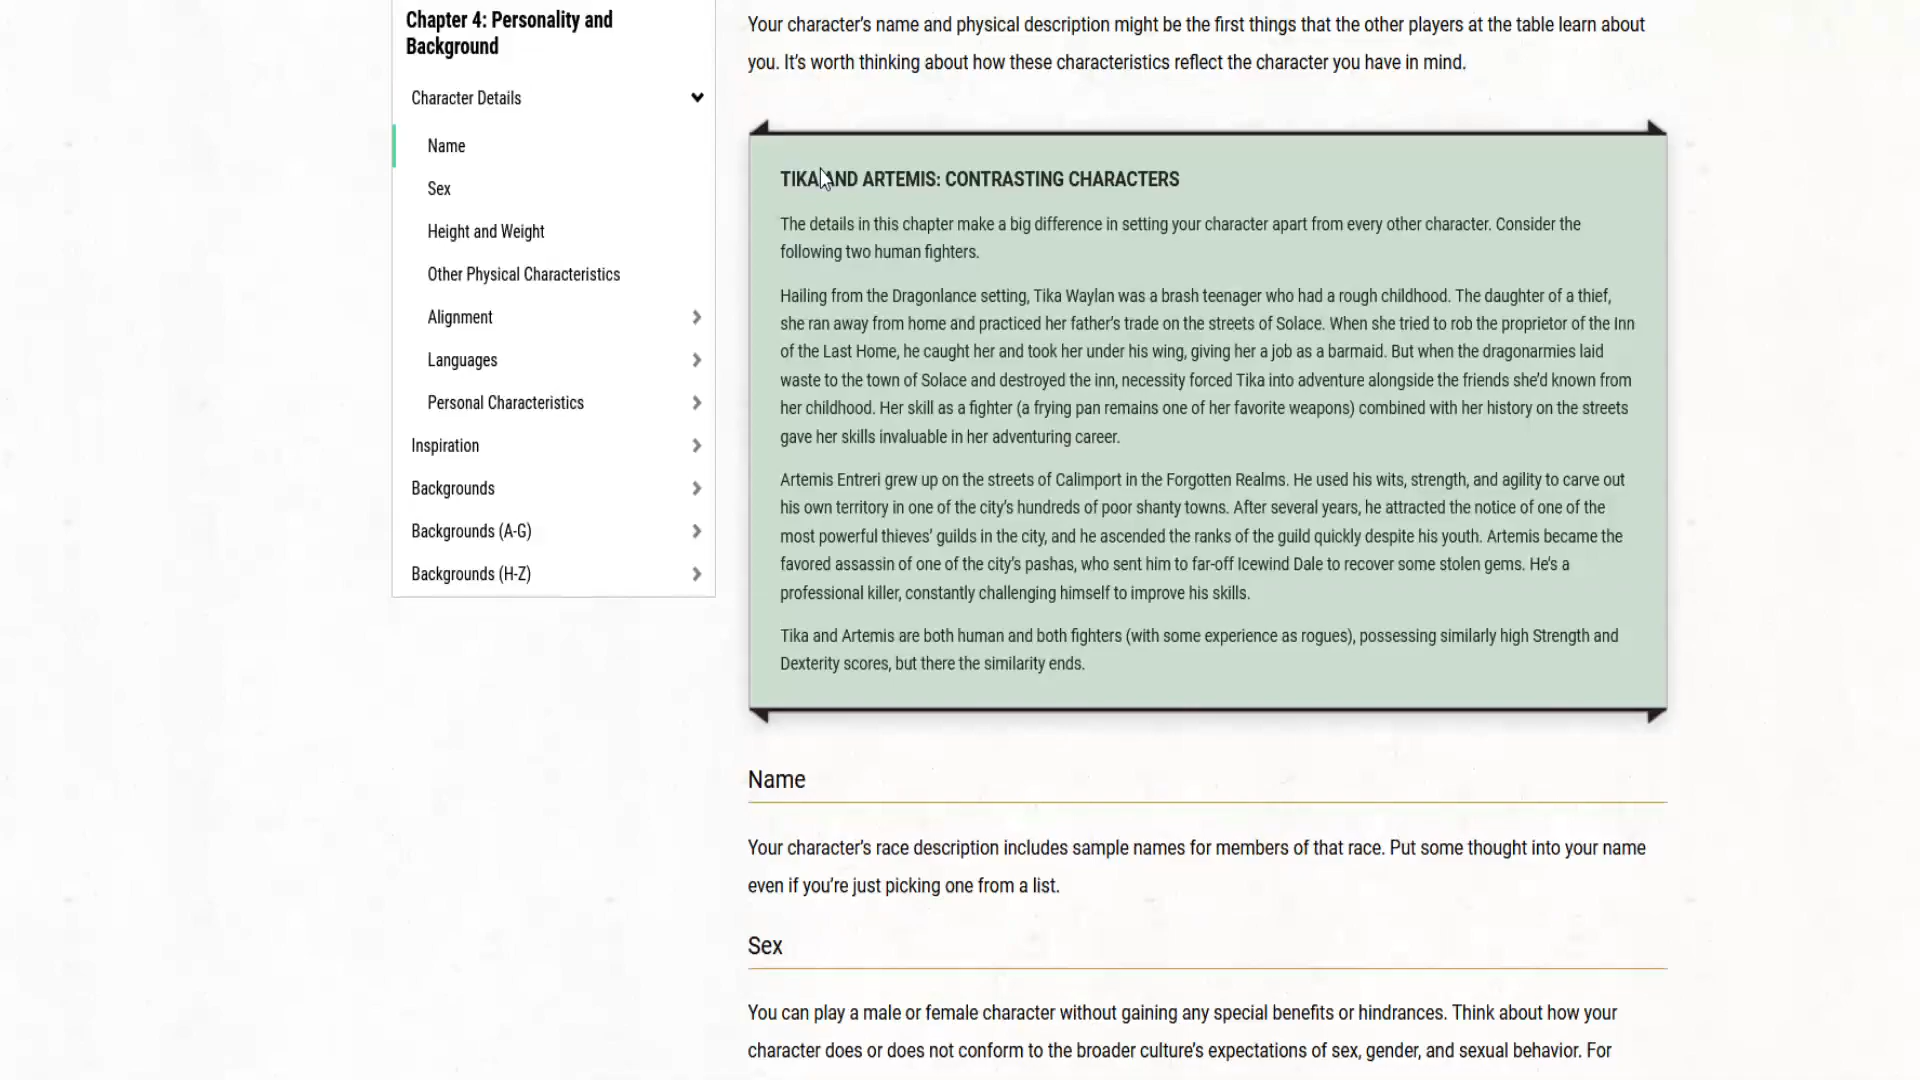 Chapter 4: Personality and
Background
Character Details
Name
Sex
Height and Weight
Other Physical Characteristics
Alignment
Languages
Personal Characteristics
Inspiration
Backgrounds
Backgrounds (A-G)
Backgrounds (H-Z)
Your character’s name and physical description might be the first things that the other players at the table learn about
you. It’s worth thinking about how these characteristics reflect the character you have in mind.
TIKA AND ARTEMIS: CONTRASTING CHARACTERS
The details in this chapter make a big difference in setting your character apart from every other character. Consider the
following two human fighters.
Hailing from the Dragonlance setting, Tika Waylan was a brash teenager who had a rough childhood. The daughter of a thief,
she ran away from home and practiced her father’s trade on the streets of Solace. When she tried to rob the proprietor of the Inn
of the Last Home, he caught her and took her under his wing, giving her a job as a barmaid. But when the dragonarmies laid
waste to the town of Solace and destroyed the inn, necessity forced Tika into adventure alongside the friends she’d known from
her childhood. Her skill as a fighter (a frying pan remains one of her favorite weapons) combined with her history on the streets
gave her skills invaluable in her adventuring career.
Artemis Entreri grew up on the streets of Calimport in the Forgotten Realms. He used his wits, strength, and agility to carve out
his own territory in one of the city’s hundreds of poor shanty towns. After several years, he attracted the notice of one of the
most powerful thieves’ guilds in the city, and he ascended the ranks of the guild quickly despite his youth. Artemis became the
favored assassin of one of the city’s pashas, who sent him to far-off Icewind Dale to recover some stolen gems. He’s a
professional killer, constantly challenging himself to improve his skills.
Tika and Artemis are both human and both fighters (with some experience as rogues), possessing similarly high Strength and
Dexterity scores, but there the similarity ends.
Name
Your character’s race description includes sample names for members of that race. Put some thought into your name
even if you’re just picking one from a list.
Sex
You can play a male or female character without gaining any special benefits or hindrances. Think about how your
character does or does not conform to the broader culture’s expectations of sex, gender, and sexual behavior. For